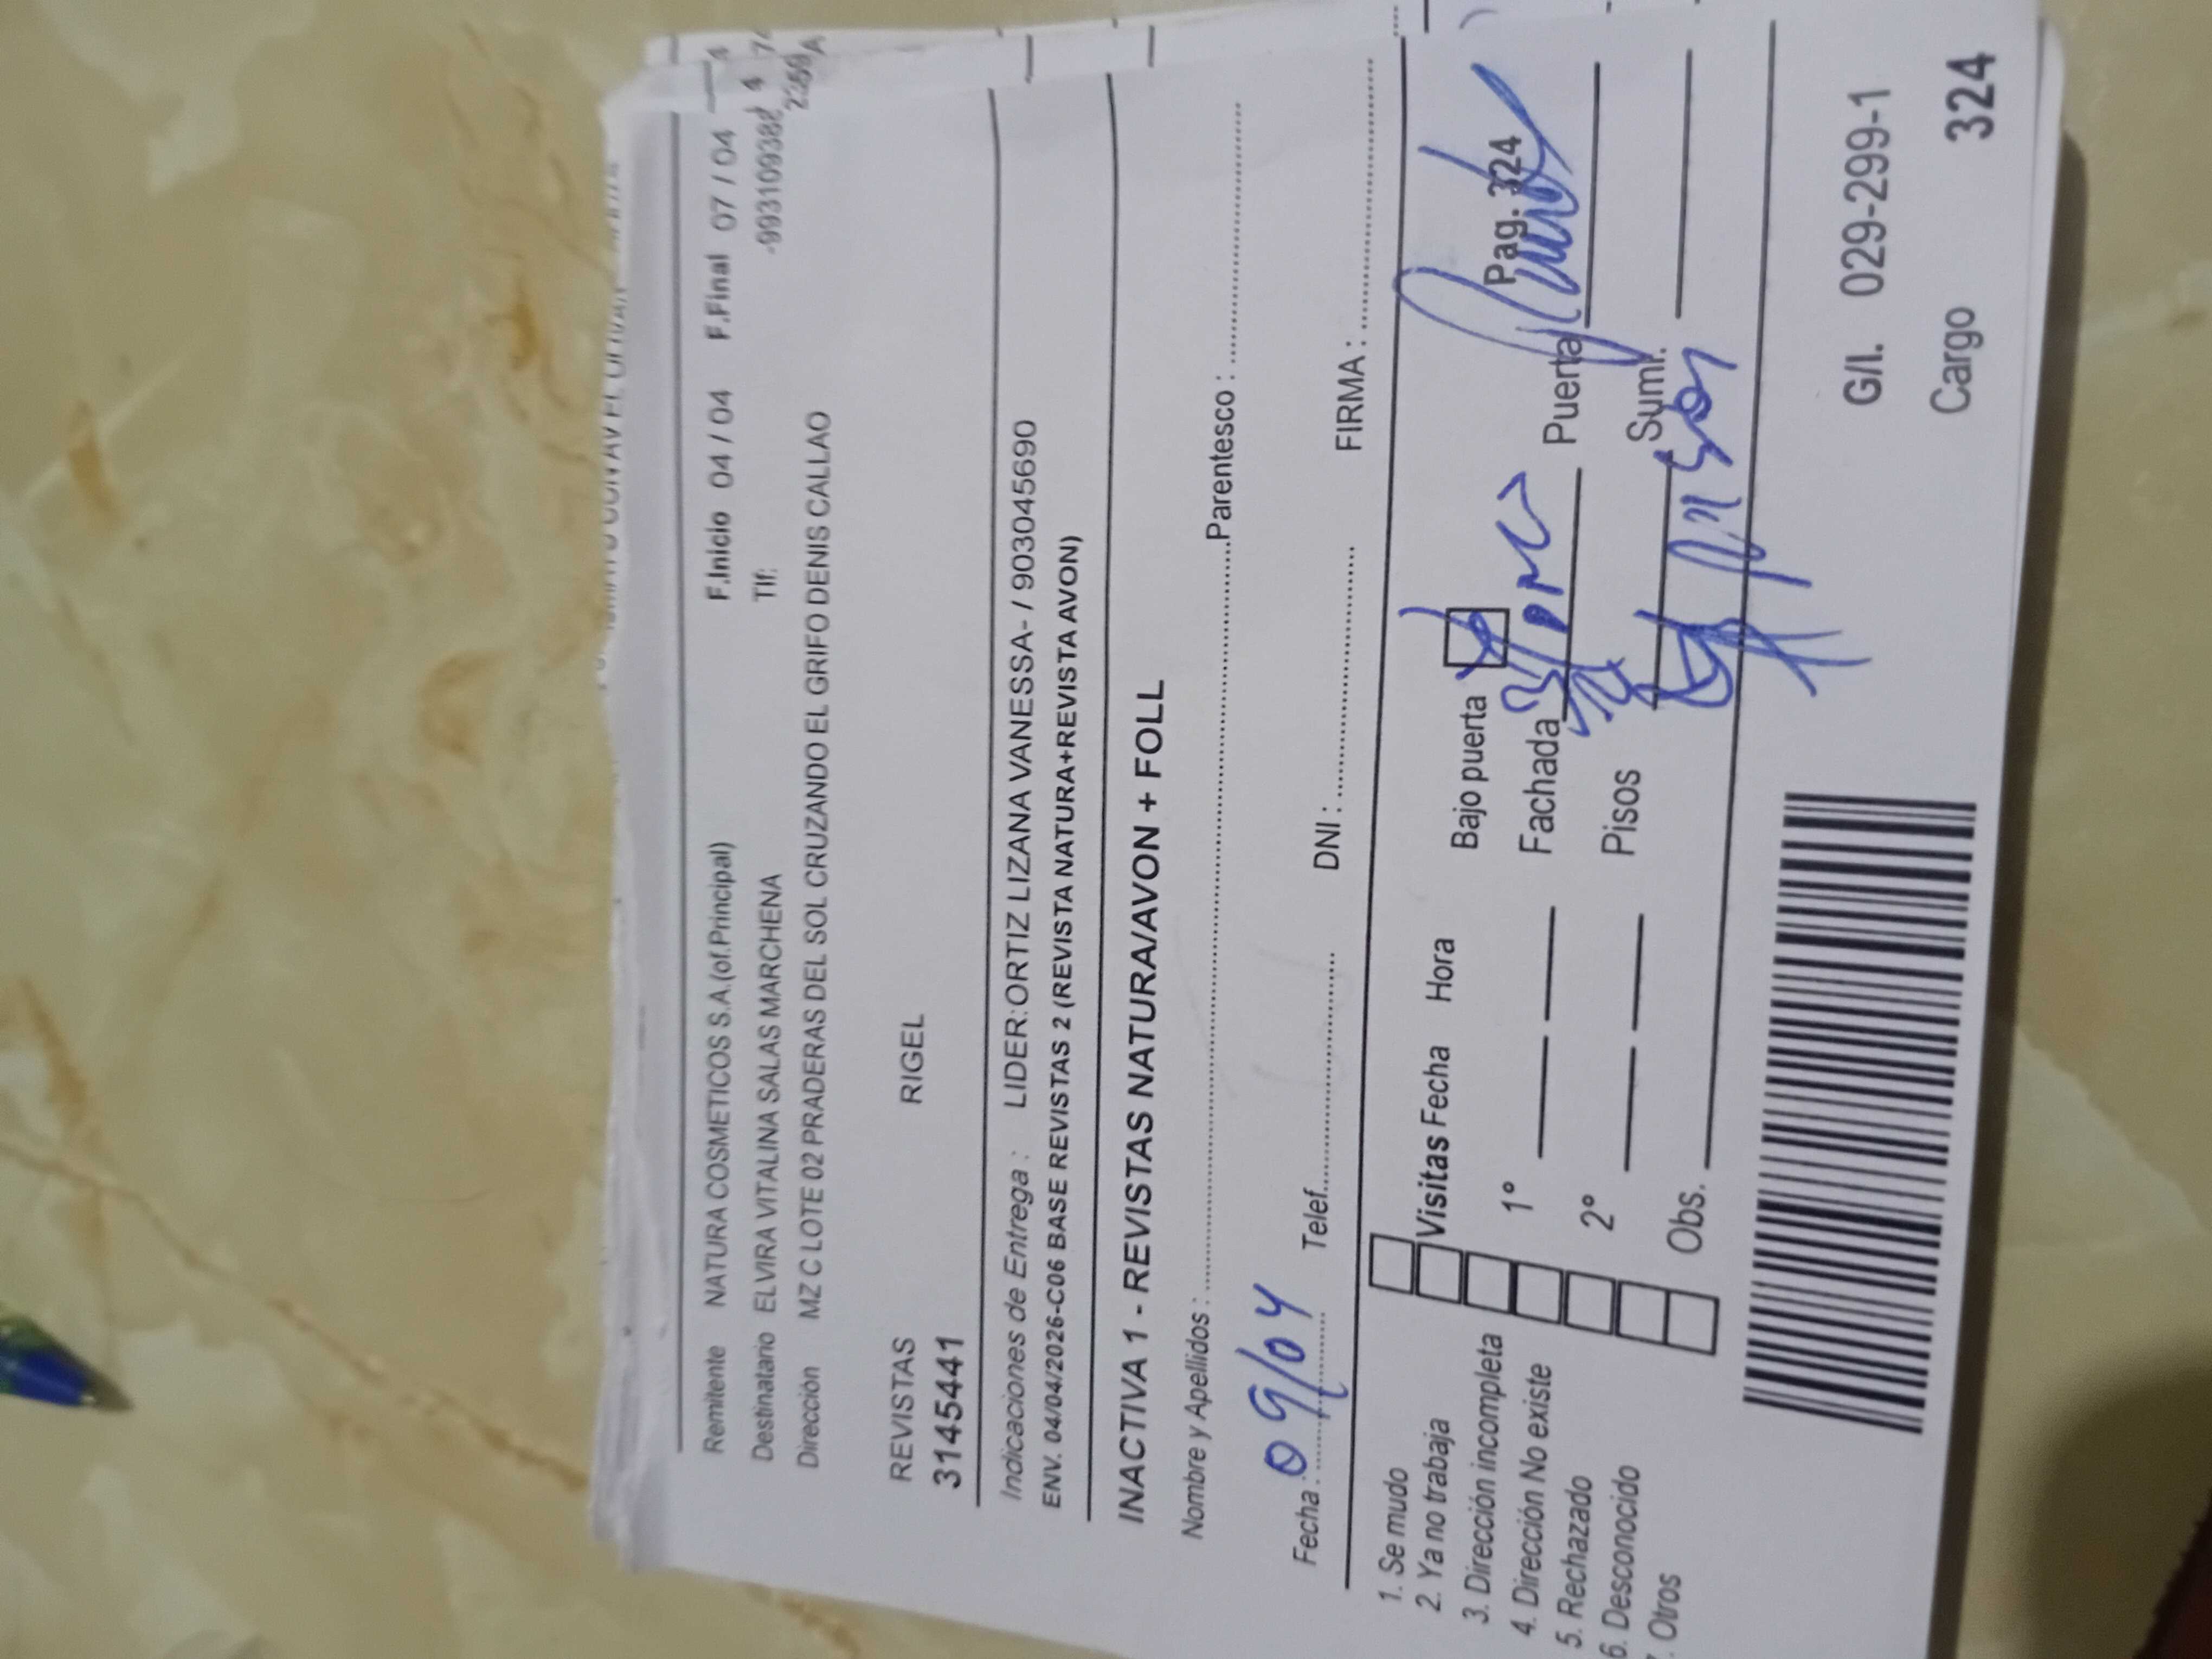 Remitente NATURA COSMETICOS S.A.(of.Principal) F.Inicio 04 / 04 F.Final 07 / 04
Destinatario ELVIRA VITALINA SALAS MARCHENA Tlf:
Dirección MZ C LOTE 02 PRADERAS DEL SOL CRUZANDO EL GRIFO DENIS CALLAO
REVISTAS RIGEL
3145441
Indicaciones de Entrega : LIDER:ORTIZ LIZANA VANESSA- / 903045690
ENV. 04/04/2026-C06 BASE REVISTAS 2 (REVISTA NATURA+REVISTA AVON)
INACTIVA 1 - REVISTAS NATURA/AVON + FOLL
Nombre y Apellidos : Parentesco :
Fecha : 09/04 Telef. DNI : FIRMA :
1. Se mudo
2. Ya no trabaja
3. Dirección incompleta
4. Dirección No existe
5. Rechazado
6. Desconocido
Otros
Visitas Fecha Hora Bajo puerta Pag. 324
1° Fachada Puerta
2° Pisos Sumi.
Obs.
G/I. 029-299-1
Cargo 324